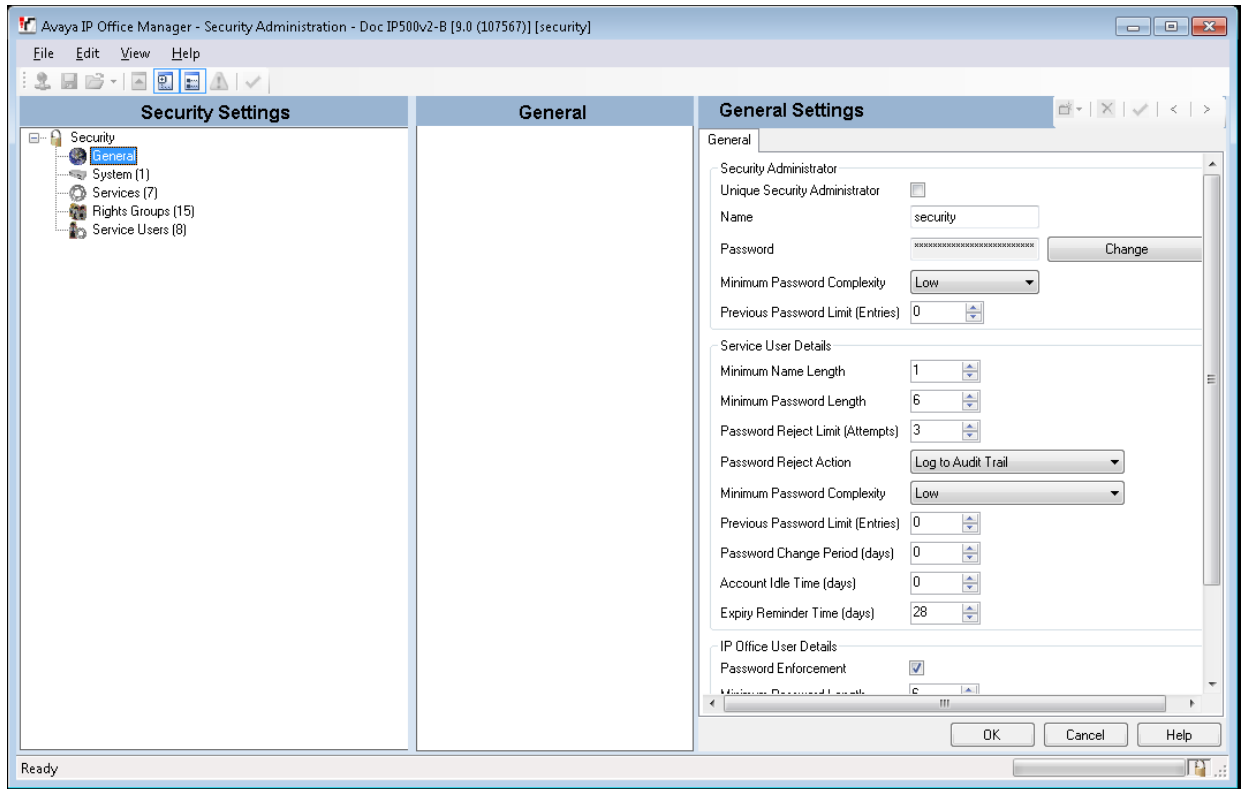 Avaya IP Office Manager - Security Administration - Doc IP500v2-B [9.0 (107567)] [security]
File Edit View Help
Security Settings
Security
General
System (1)
Services (7)
Rights Groups (15)
Service Users (8)
General
General Settings
General
Security Administrator
Unique Security Administrator
Name security
Password ************************** Change
Minimum Password Complexity Low
Previous Password Limit (Entries) 0
Service User Details
Minimum Name Length 1
Minimum Password Length 6
Password Reject Limit (Attempts) 3
Password Reject Action Log to Audit Trail
Minimum Password Complexity Low
Previous Password Limit (Entries) 0
Password Change Period (days) 0
Account Idle Time (days) 0
Expiry Reminder Time (days) 28
IP Office User Details
Password Enforcement
Minimum Password Length 6
OK Cancel Help
Ready